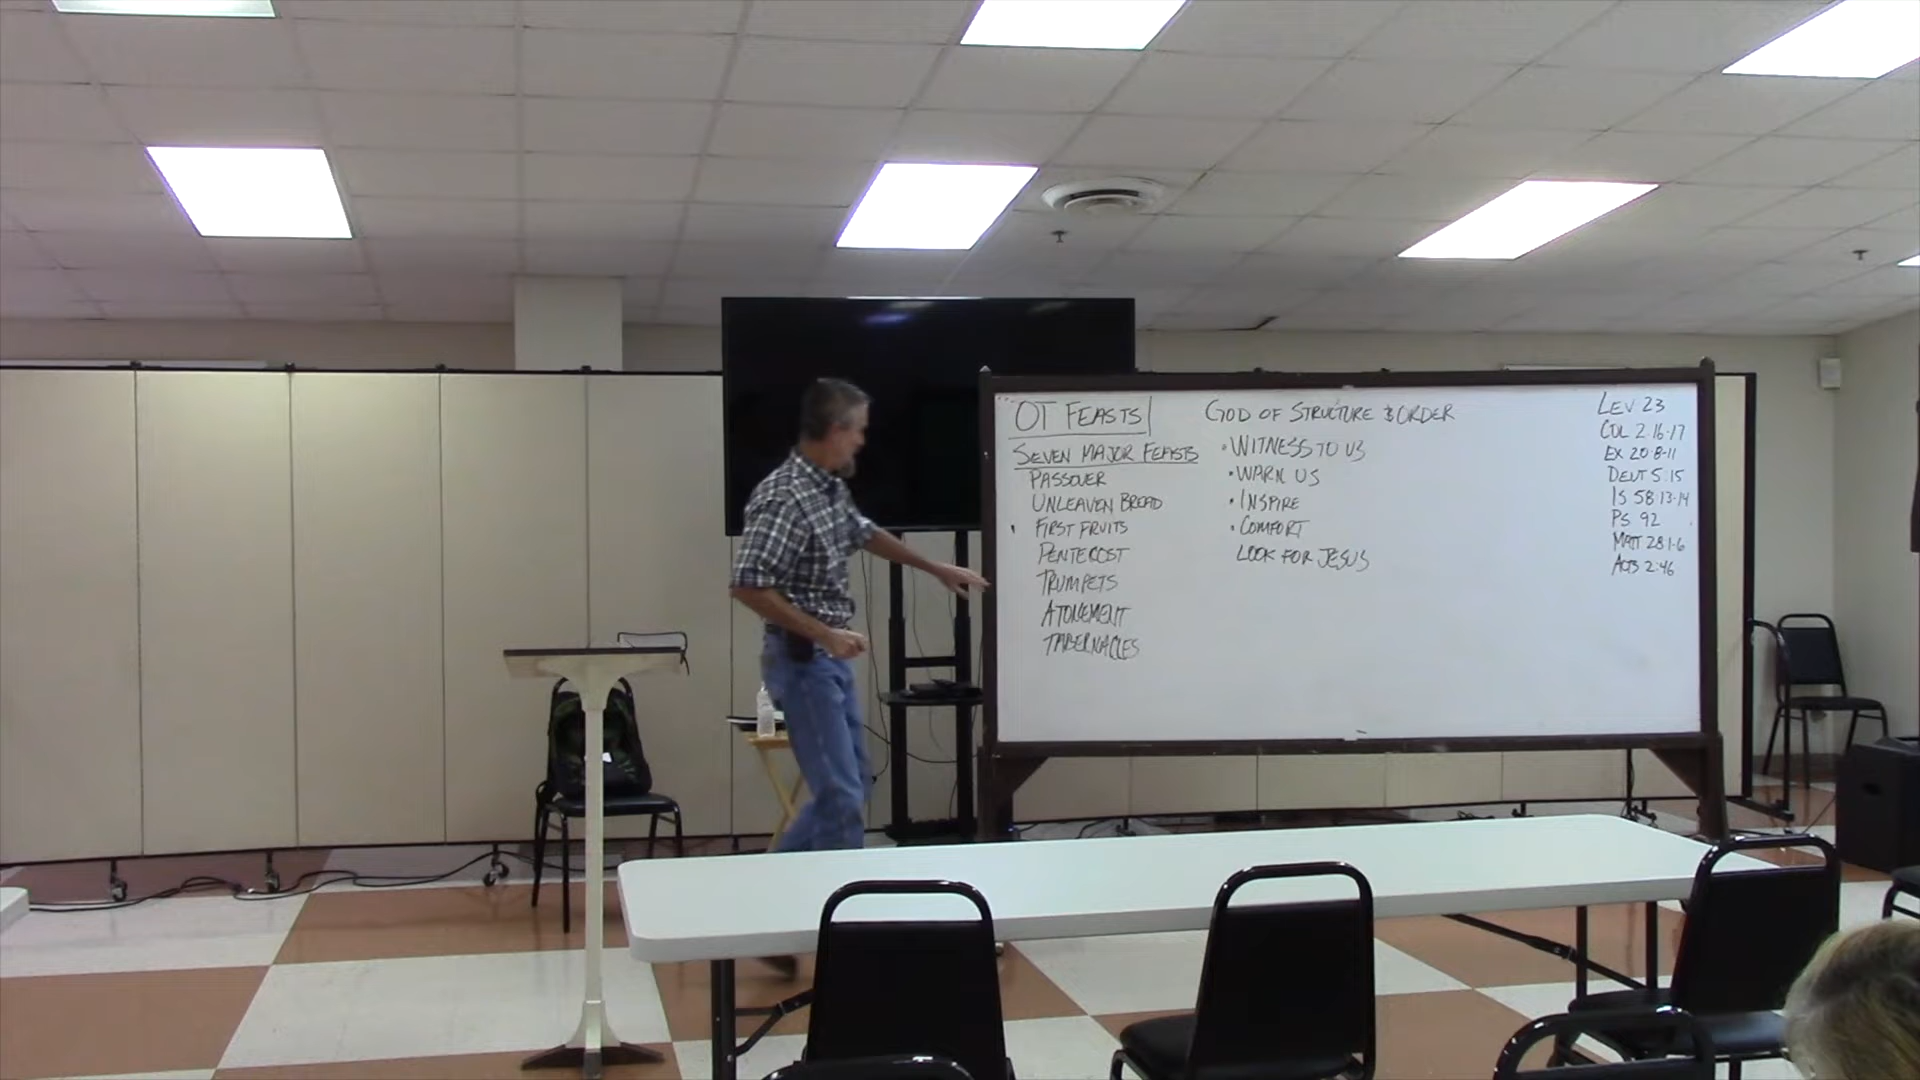 OT FEASTS
SEVEN MAJOR FEASTS
PASSOVER
UNLEAVEN BREAD
FIRST FRUITS
PENTECOST
TRUMPETS
ATONEMENT
TABERNACLES
GOD OF STRUCTURE & ORDER
• WITNESS TO US
• WARN US
• INSPIRE
• COMFORT
LOOK FOR JESUS
LEV 23
COL 2:16-17
EX 20 8-11
DEUT 5:15
IS 58:13-14
PS 92
MATT 28 1-6
ACTS 2:46